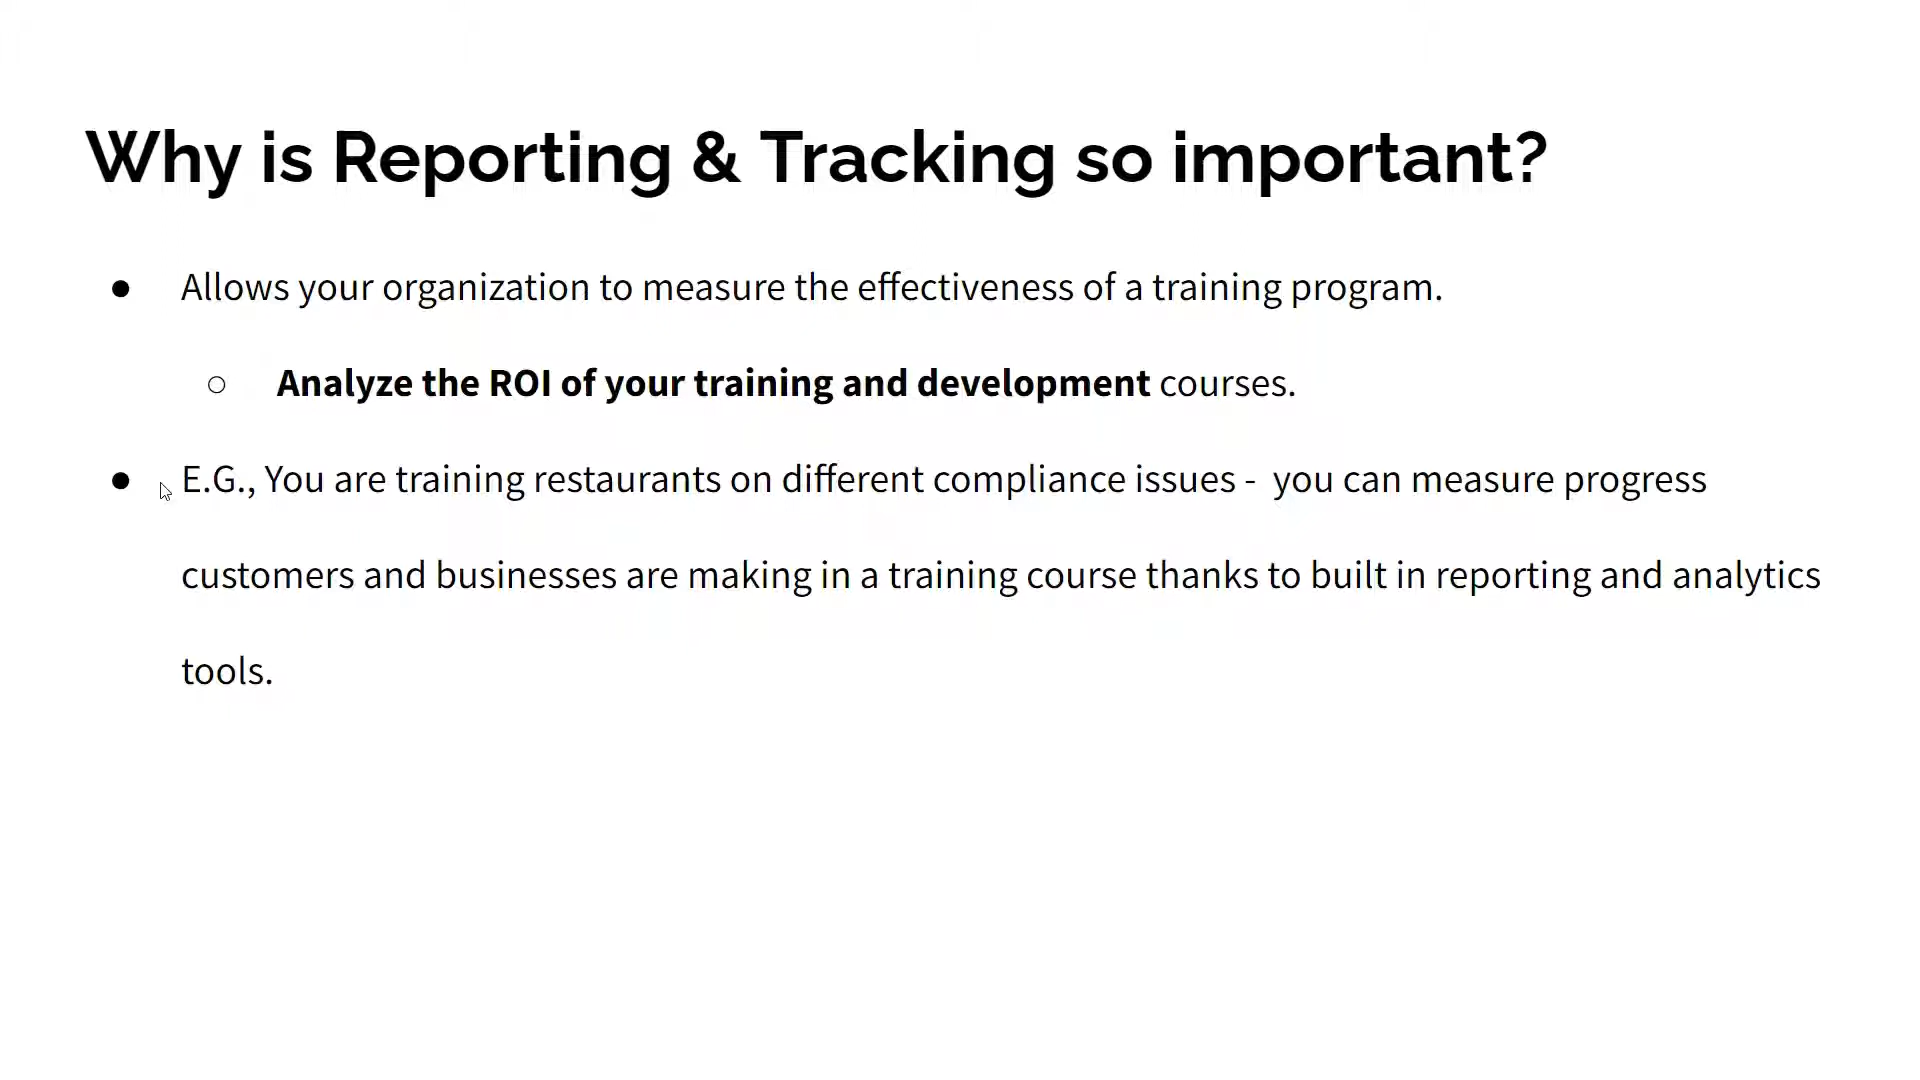 Why is Reporting & Tracking so important?
● Allows your organization to measure the effectiveness of a training program.
○ Analyze the ROI of your training and development courses.
● E.G., You are training restaurants on different compliance issues -  you can measure progress
customers and businesses are making in a training course thanks to built in reporting and analytics
tools.